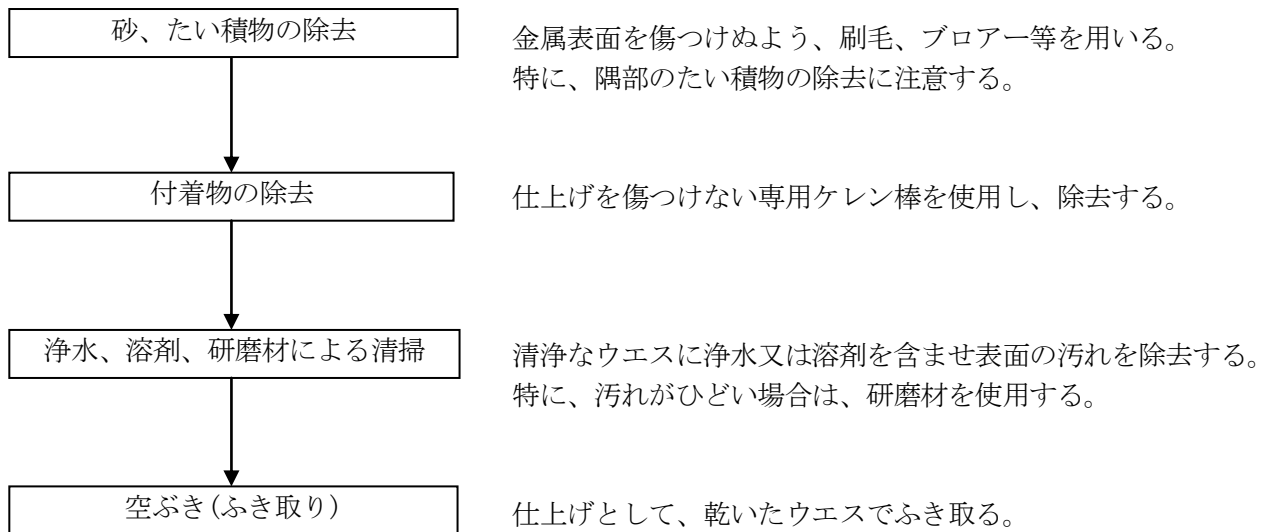 砂、たい積物の除去
金属表面を傷つけぬよう、刷毛、ブロアー等を用いる。
特に、隅部のたい積物の除去に注意する。
付着物の除去
仕上げを傷つけない専用ケレン棒を使用し、除去する。
浄水、溶剤、研磨材による清掃
清浄なウエスに浄水又は溶剤を含ませ表面の汚れを除去する。
特に、汚れがひどい場合は、研磨材を使用する。
空ぶき(ふき取り)
仕上げとして、乾いたウエスでふき取る。